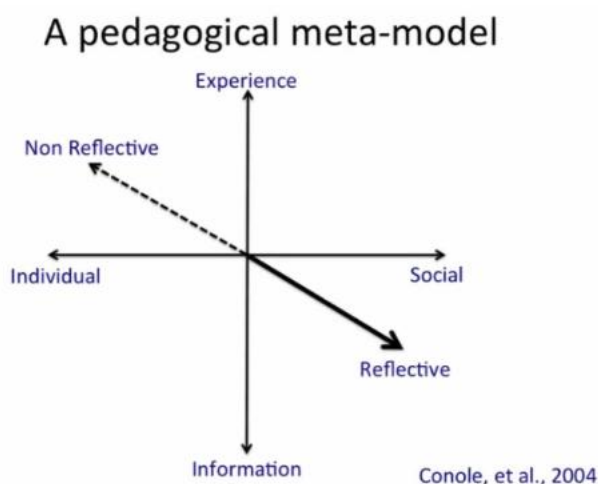 A pedagogical meta-model
Experience
Non Reflective
Individual
Social
Reflective
Information
Conole, et al., 2004